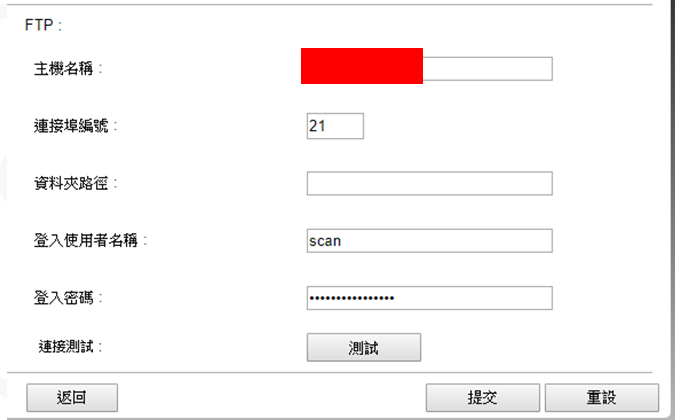 FTP :
主機名稱 :
連接埠編號 : 21
資料夾路徑 :
登入使用者名稱 : scan
登入密碼 : ••••••••••••••••
連接測試 : 測試
返回 提交 重設